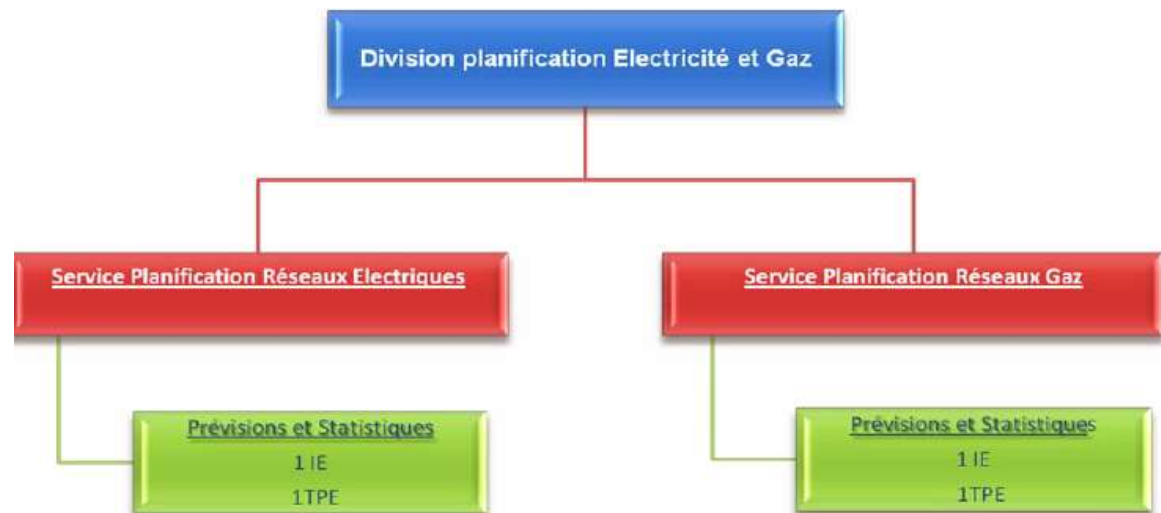 Division planification Electricité et Gaz
Service Planification Réseaux Electriques
Service Planification Réseaux Gaz
Prévisions et Statistiques
1 IE
1TPE
Prévisions et Statistiques
1 IE
1TPE